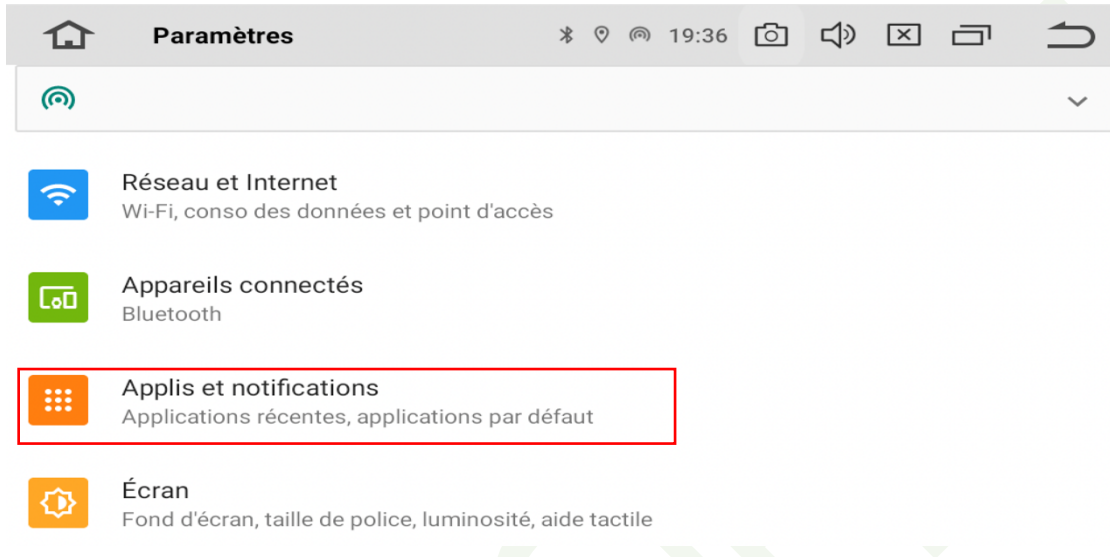 Paramètres
19:36
Réseau et Internet
Wi-Fi, conso des données et point d'accès
Appareils connectés
Bluetooth
Applis et notifications
Applications récentes, applications par défaut
Écran
Fond d'écran, taille de police, luminosité, aide tactile